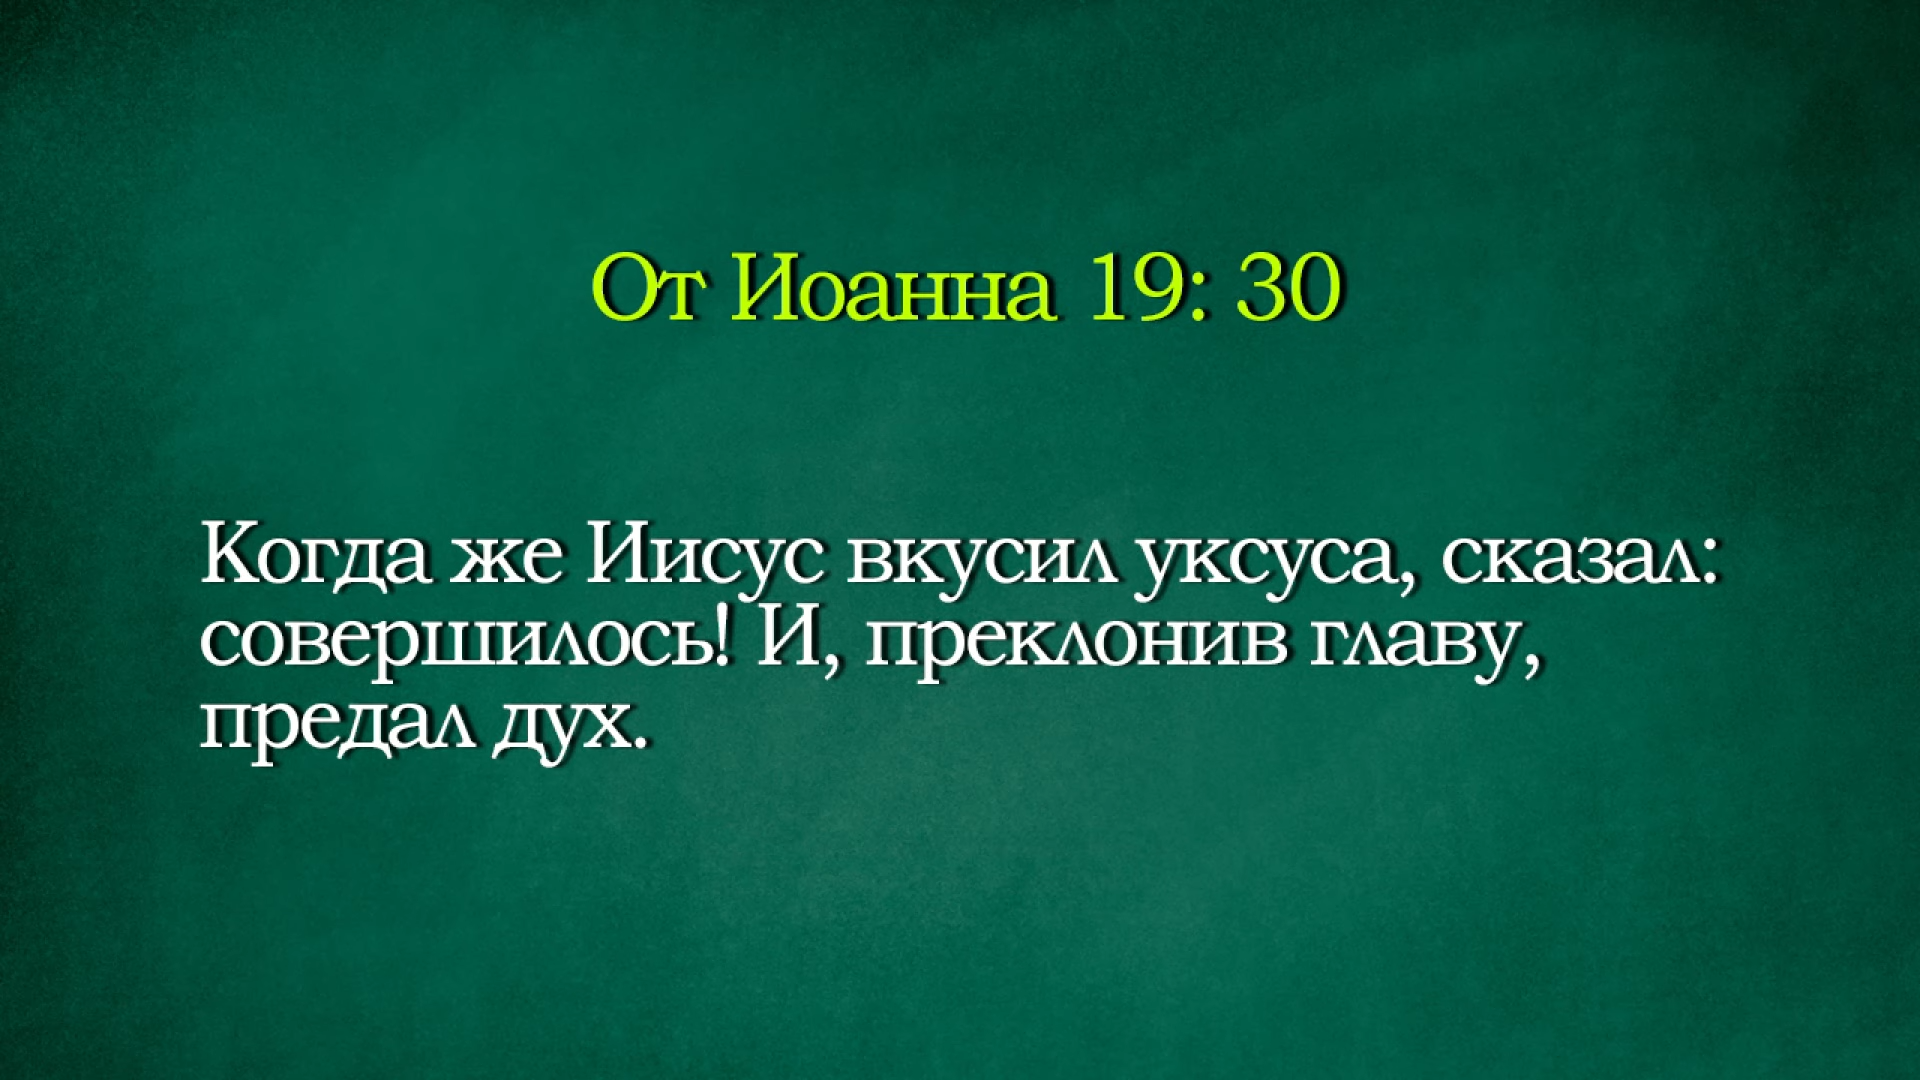 От Иоанна 19: 30
Когда же Иисус вкусил уксуса, сказал:
совершилось! И, преклонив главу,
предал дух.